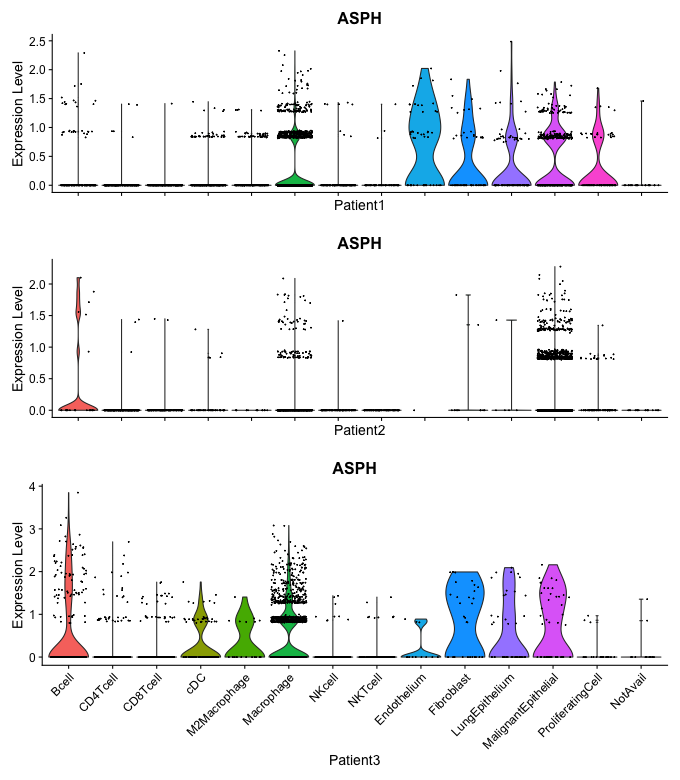 ASPH
Expression Level
2.5
2.0
1.5
1.0
0.5
0.0
Patient1
ASPH
Expression Level
2.0
1.5
1.0
0.5
0.0
Patient2
ASPH
Expression Level
4
3
2
1
0
Bcell
CD4Tcell
CD8Tcell
cDC
M2Macrophage
Macrophage
NKcell
NKTcell
Endothelium
Fibroblast
LungEpithelium
MalignantEpithelial
ProliferatingCell
NotAvail
Patient3